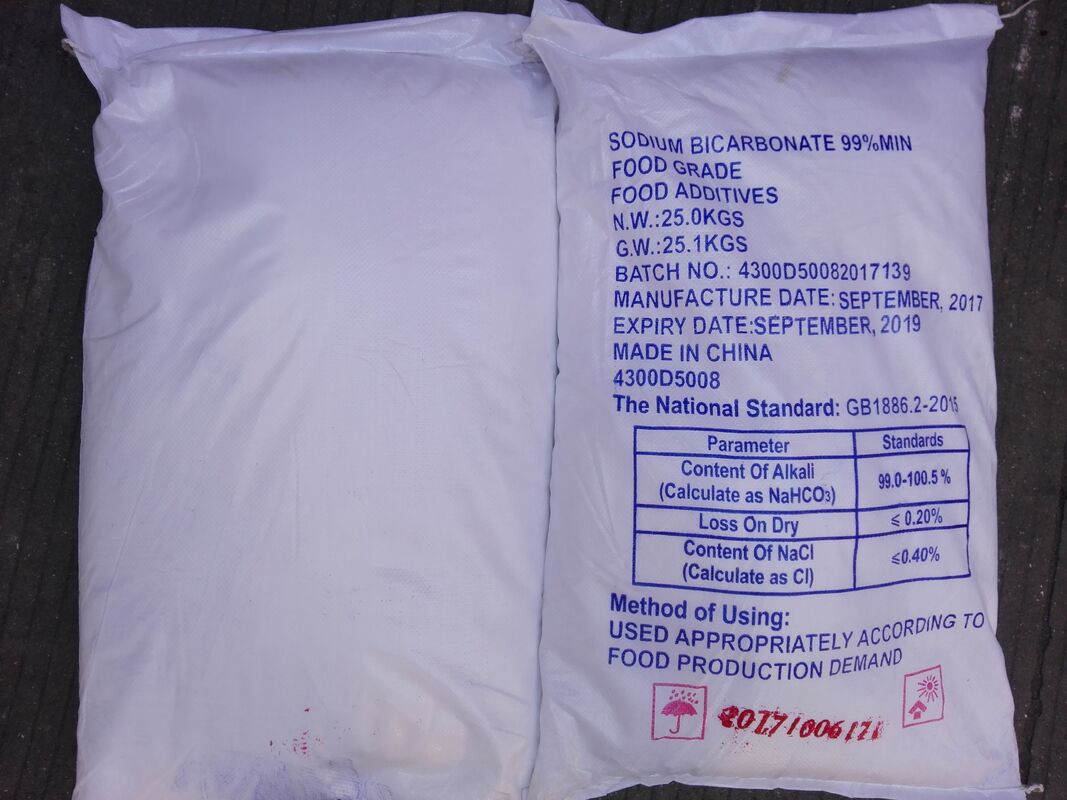 SODIUM BICARBONATE 99%MIN
FOOD GRADE
FOOD ADDITIVES
N.W.:25.0KGS
G.W.:25.1KGS
BATCH NO.: 4300D50082017139
MANUFACTURE DATE: SEPTEMBER, 2017
EXPIRY DATE:SEPTEMBER, 2019
MADE IN CHINA
4300D5008
The National Standard: GB1886.2-2015
Parameter Standards
Content Of Alkali
(Calculate as NaHCO₃) 99.0-100.5%
Loss On Dry ≤ 0.20%
Content Of NaCl
(Calculate as Cl) ≤0.40%
Method of Using:
USED APPROPRIATELY ACCORDING TO
FOOD PRODUCTION DEMAND